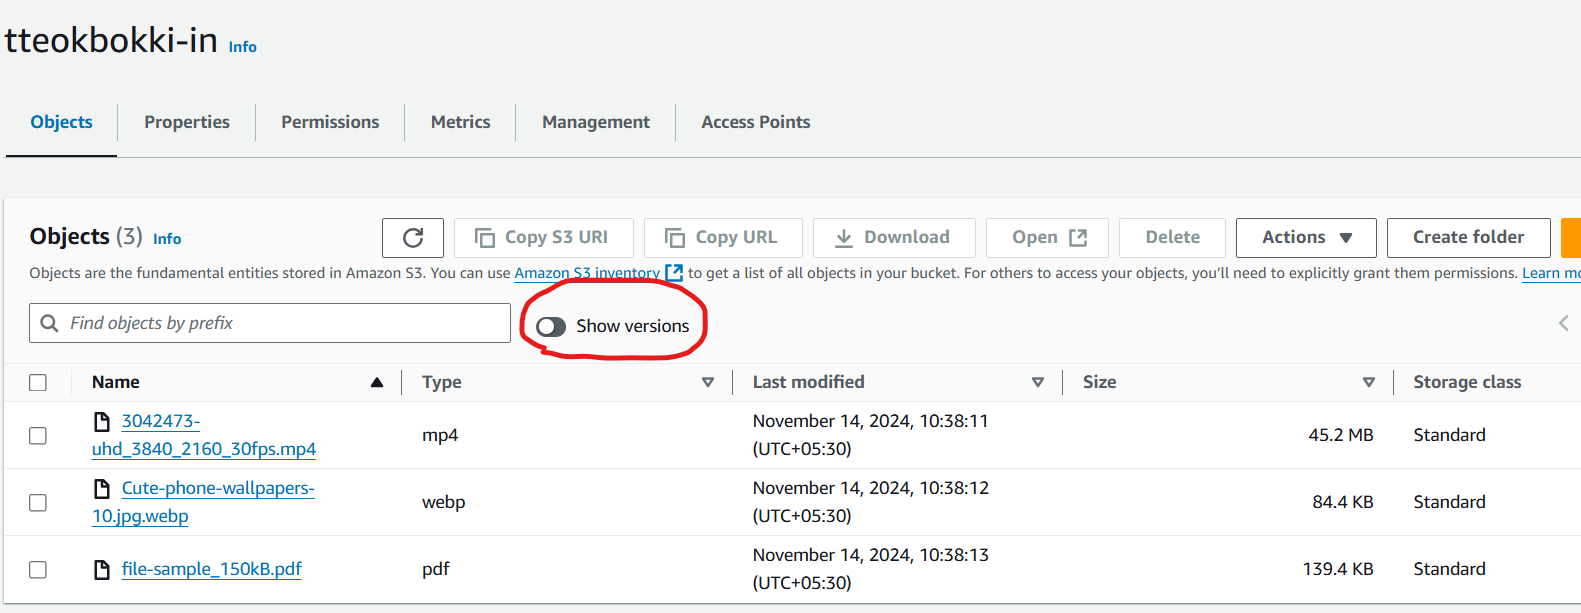 tteokbokki-in Info
Objects Properties Permissions Metrics Management Access Points
Objects (3) Info Copy S3 URI Copy URL Download Open Delete Actions Create folder
Objects are the fundamental entities stored in Amazon S3. You can use Amazon S3 inventory to get a list of all objects in your bucket. For others to access your objects, you'll need to explicitly grant them permissions. Learn
Find objects by prefix Show versions
Name Type Last modified Size Storage class
3042473-
uhd_3840_2160_30fps.mp4
mp4
November 14, 2024, 10:38:11
(UTC+05:30)
45.2 MB
Standard
Cute-phone-wallpapers-
10.jpg.webp
webp
November 14, 2024, 10:38:12
(UTC+05:30)
84.4 KB
Standard
file-sample_150kB.pdf
pdf
November 14, 2024, 10:38:13
(UTC+05:30)
139.4 KB
Standard